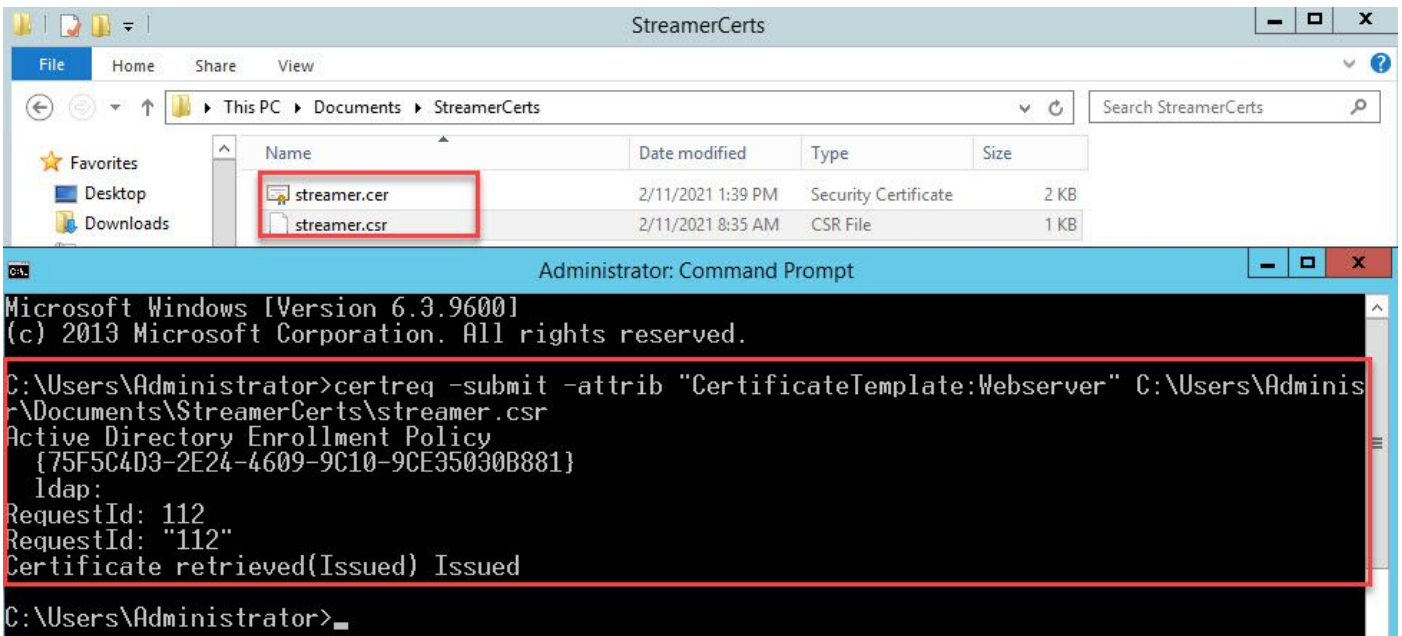 StreamerCerts
File Home Share View
This PC Documents StreamerCerts Search StreamerCerts
Name Date modified Type Size
Favorites
streamer.cer 2/11/2021 1:39 PM Security Certificate 2 KB
Desktop
streamer.csr 2/11/2021 8:35 AM CSR File 1 KB
Downloads
Administrator: Command Prompt
Microsoft Windows [Version 6.3.9600]
(c) 2013 Microsoft Corporation. All rights reserved.
C:\Users\Administrator>certreq -submit -attrib "CertificateTemplate:Webserver" C:\Users\Adminis
r\Documents\StreamerCerts\streamer.csr
Active Directory Enrollment Policy
{75F5C4D3-2E24-4609-9C10-9CE35030B881}
ldap:
RequestId: 112
RequestId: "112"
Certificate retrieved(Issued) Issued
C:\Users\Administrator>